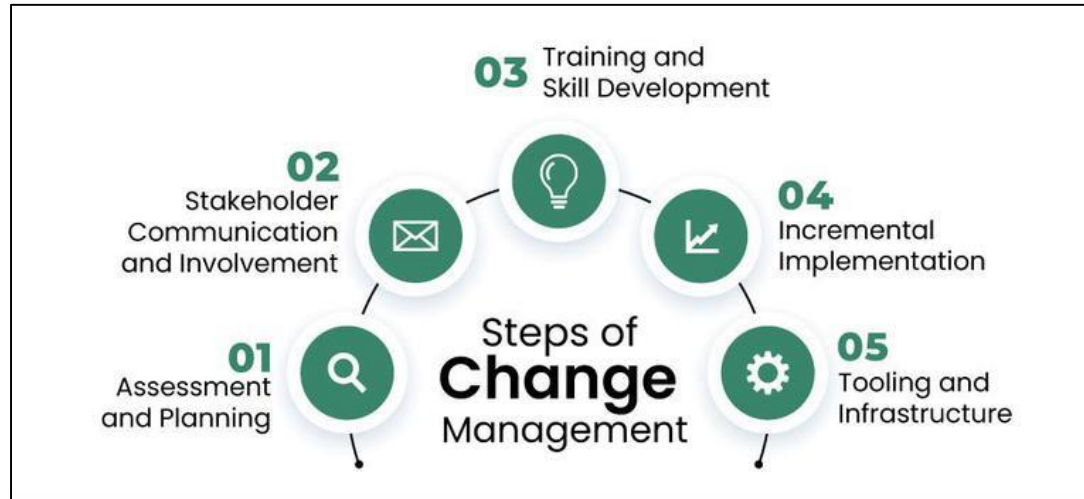 01
Assessment
and Planning
02
Stakeholder
Communication
and Involvement
03
Training and
Skill Development
04
Incremental
Implementation
05
Tooling and
Infrastructure
Steps of
Change
Management